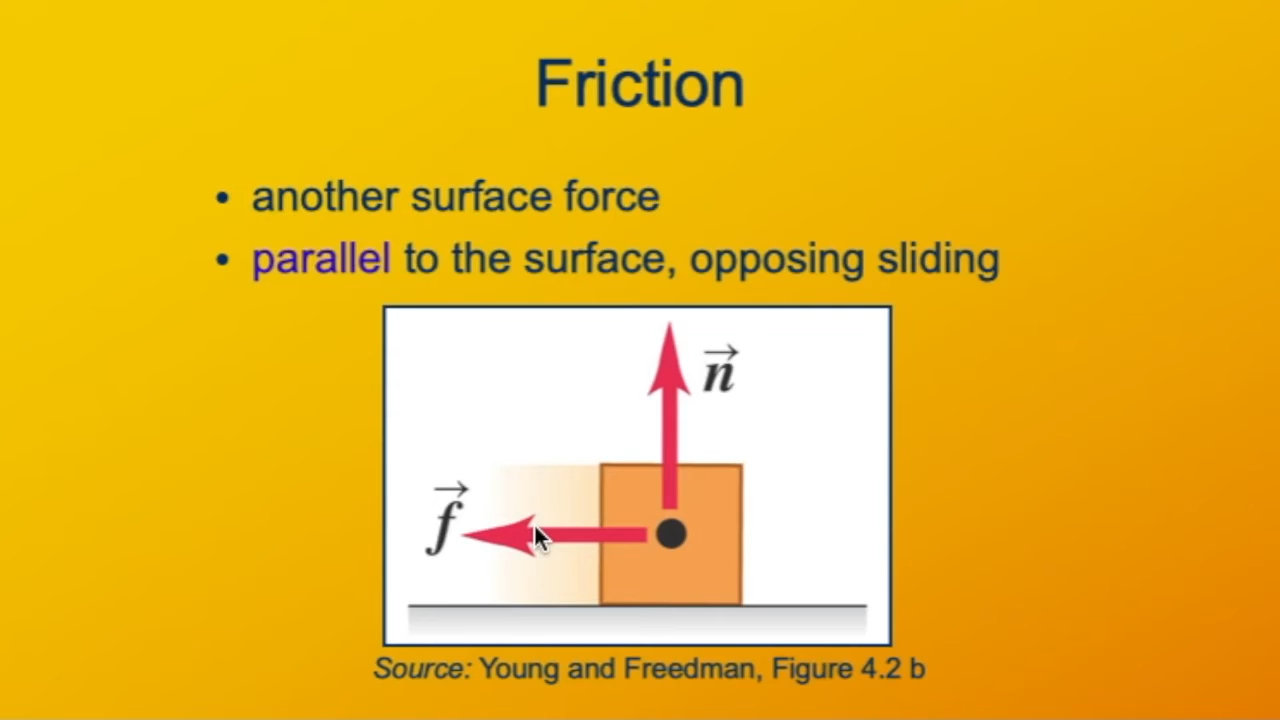 Friction
• another surface force
• parallel to the surface, opposing sliding
n⃗
f⃗
Source: Young and Freedman, Figure 4.2 b